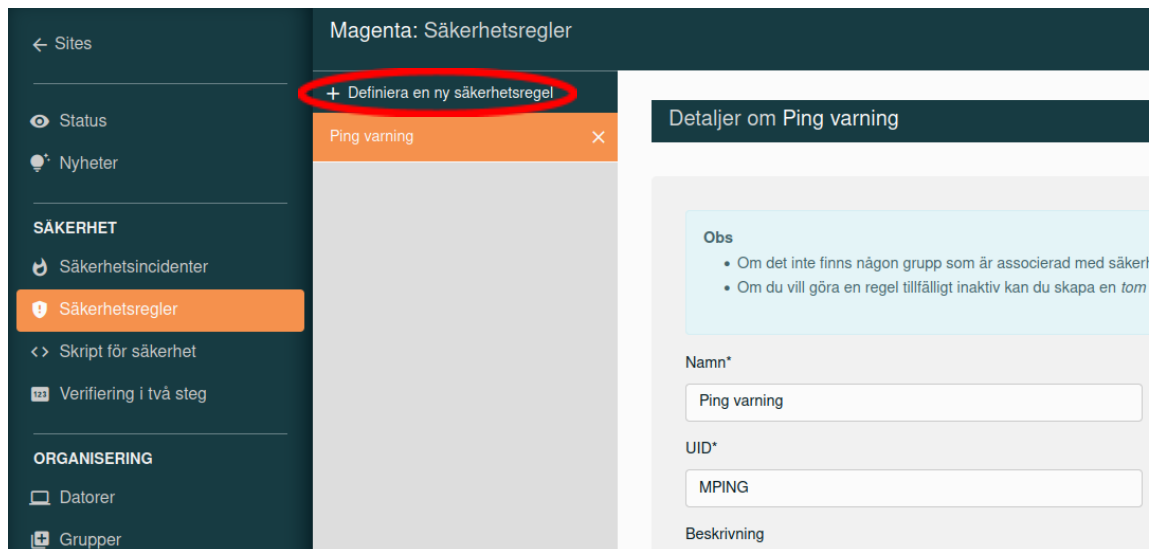 Sites
Status
Nyheter
SÄKERHET
Säkerhetsincidenter
Säkerhetsregler
Skript för säkerhet
123 Verifiering i två steg
ORGANISERING
Datorer
Grupper
Magenta: Säkerhetsregler
+ Definiera en ny säkerhetsregel
Ping varning
Detaljer om Ping varning
Obs
• Om det inte finns någon grupp som är associerad med
• Om du vill göra en regel tillfälligt inaktiv kan du skapa en tom
Namn*
Ping varning
UID*
MPING
Beskrivning